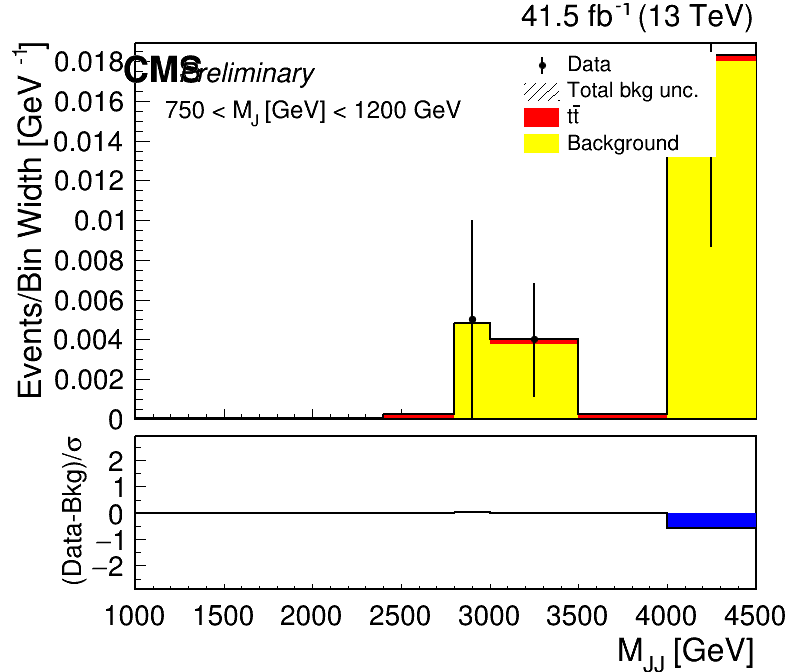 41.5 fb⁻¹ (13 TeV)
CMS Preliminary
750 < M_J [GeV] < 1200 GeV
Data
Total bkg unc.
tt̄
Background
Events/Bin Width [GeV⁻¹]
0.018
0.016
0.014
0.012
0.01
0.008
0.006
0.004
0.002
0
(Data-Bkg)/σ
2
1
0
−1
−2
1000 1500 2000 2500 3000 3500 4000 4500
M_JJ [GeV]